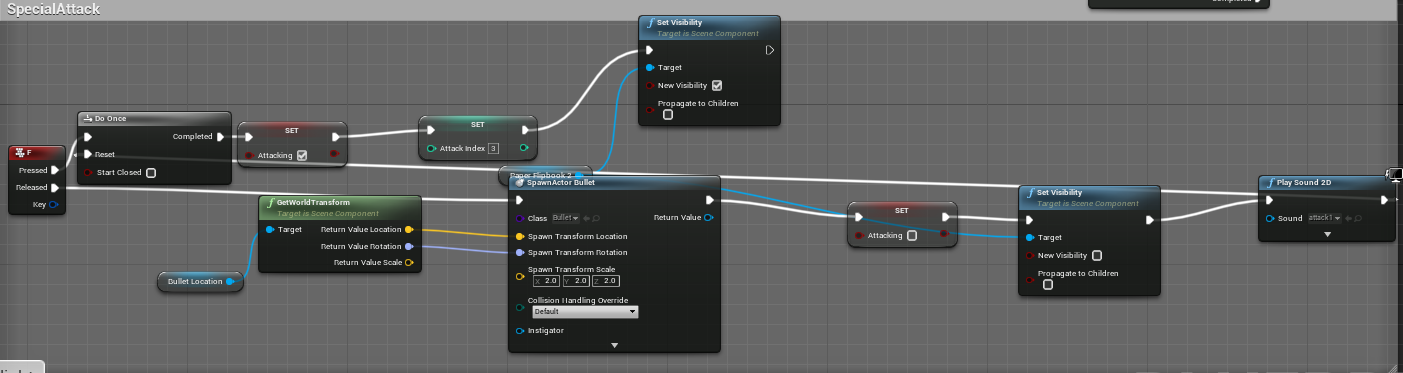 SpecialAttack
Set Visibility
Target is Scene Component
Target
New Visibility
Propagate to Children
Do Once
Completed
Reset
Start Closed
SET
Attacking
SET
Attack Index 3
F
Pressed
Released
Key
Paper Flipbook 2
GetWorldTransform
Target is Scene Component
Target
Return Value Location
Return Value Rotation
Return Value Scale
Bullet Location
SpawnActor Bullet
Class Bullet
Return Value
Spawn Transform Location
Spawn Transform Rotation
Spawn Transform Scale
X 2.0 Y 2.0 Z 2.0
Collision Handling Override
Default
Instigator
SET
Attacking
Set Visibility
Target is Scene Component
Target
New Visibility
Propagate to Children
Play Sound 2D
Sound attack1